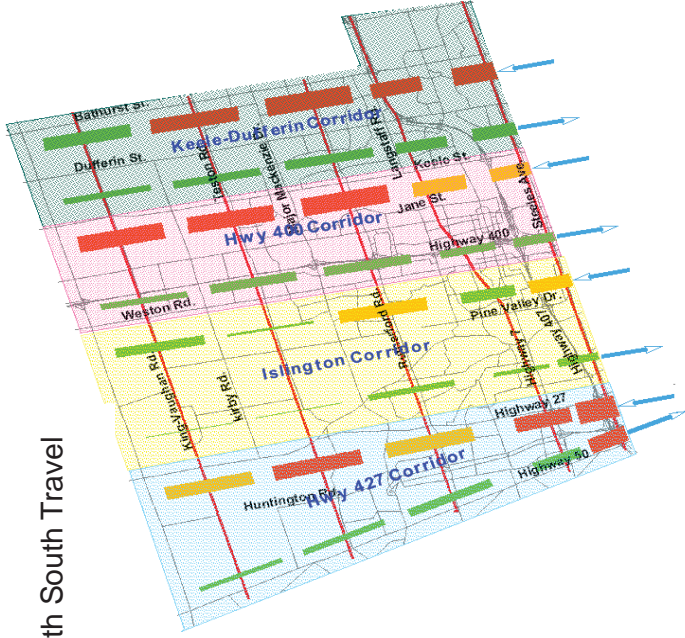 Bathurst St.
Keele-Dufferin Corridor
Dufferin St.
Teston Rd.
Major Mackenzie Dr.
Langstaff Rd.
Keele St.
Steeles Ave.
Jane St.
Hwy 400 Corridor
Highway 400
Weston Rd.
Pine Valley Dr.
Highway 407
Islington Corridor
Rutherford Rd.
Highway 7
King-Vaughan Rd.
Kirby Rd.
Highway 27
Hwy 427 Corridor
Huntington Rd.
Highway 50
th South Travel